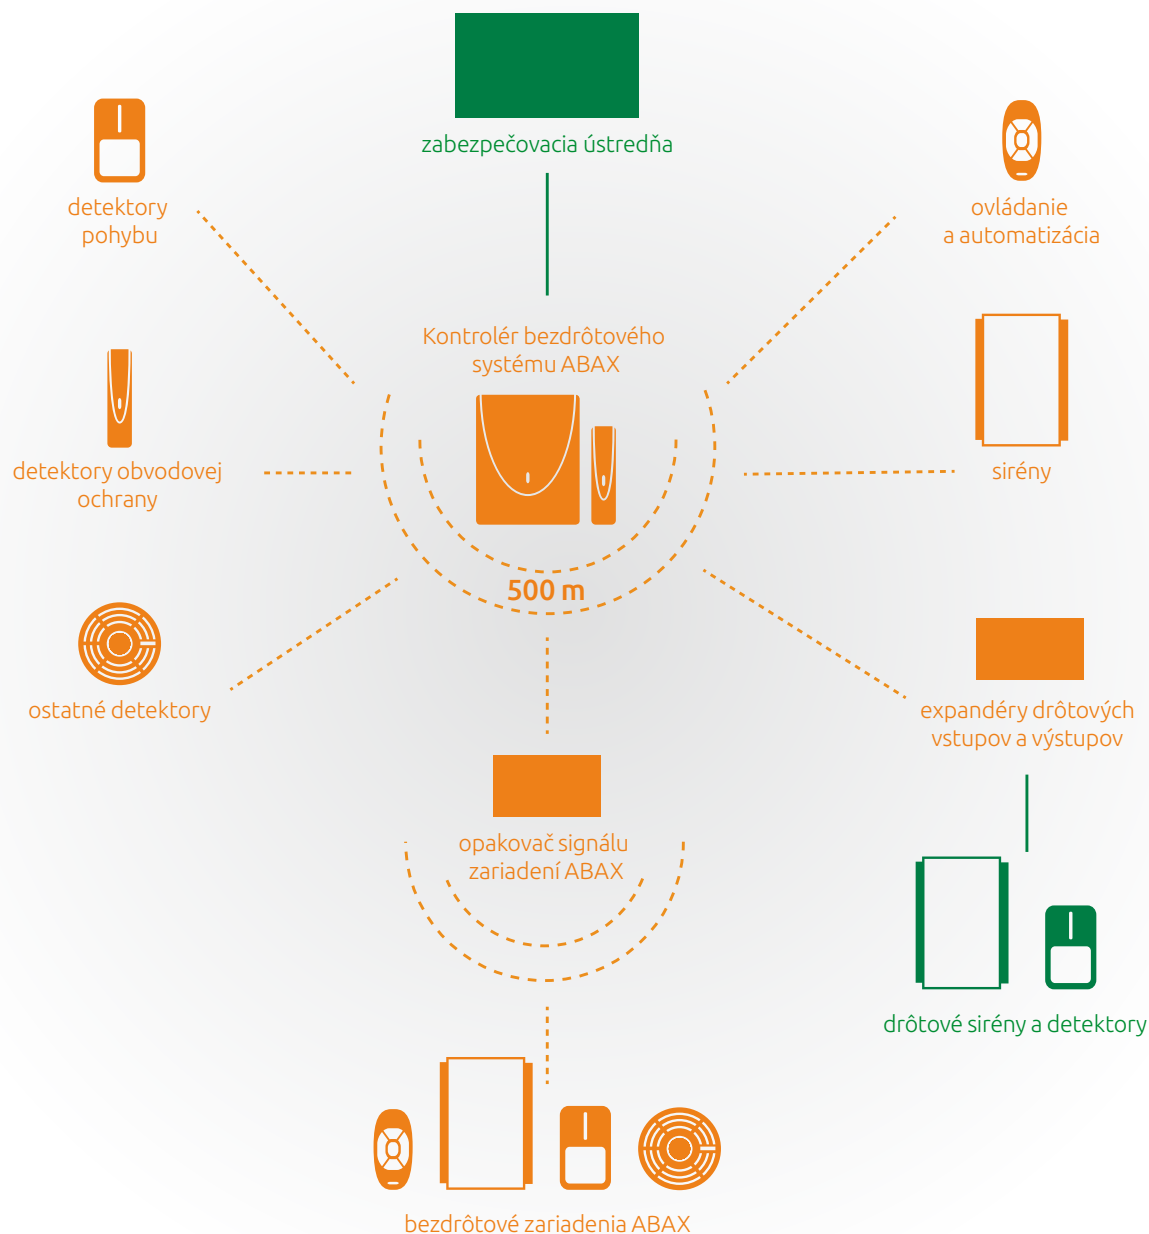 zabezpečovacia ústredňa
detektory
pohybu
ovládanie
a automatizácia
Kontrolér bezdrôtového
systému ABAX
detektory obvodovej
ochrany
sirény
500 m
ostatné detektory
expandéry drôtových
vstupov a výstupov
opakovač signálu
zariadení ABAX
drôtové sirény a detektory
bezdrôtové zariadenia ABAX